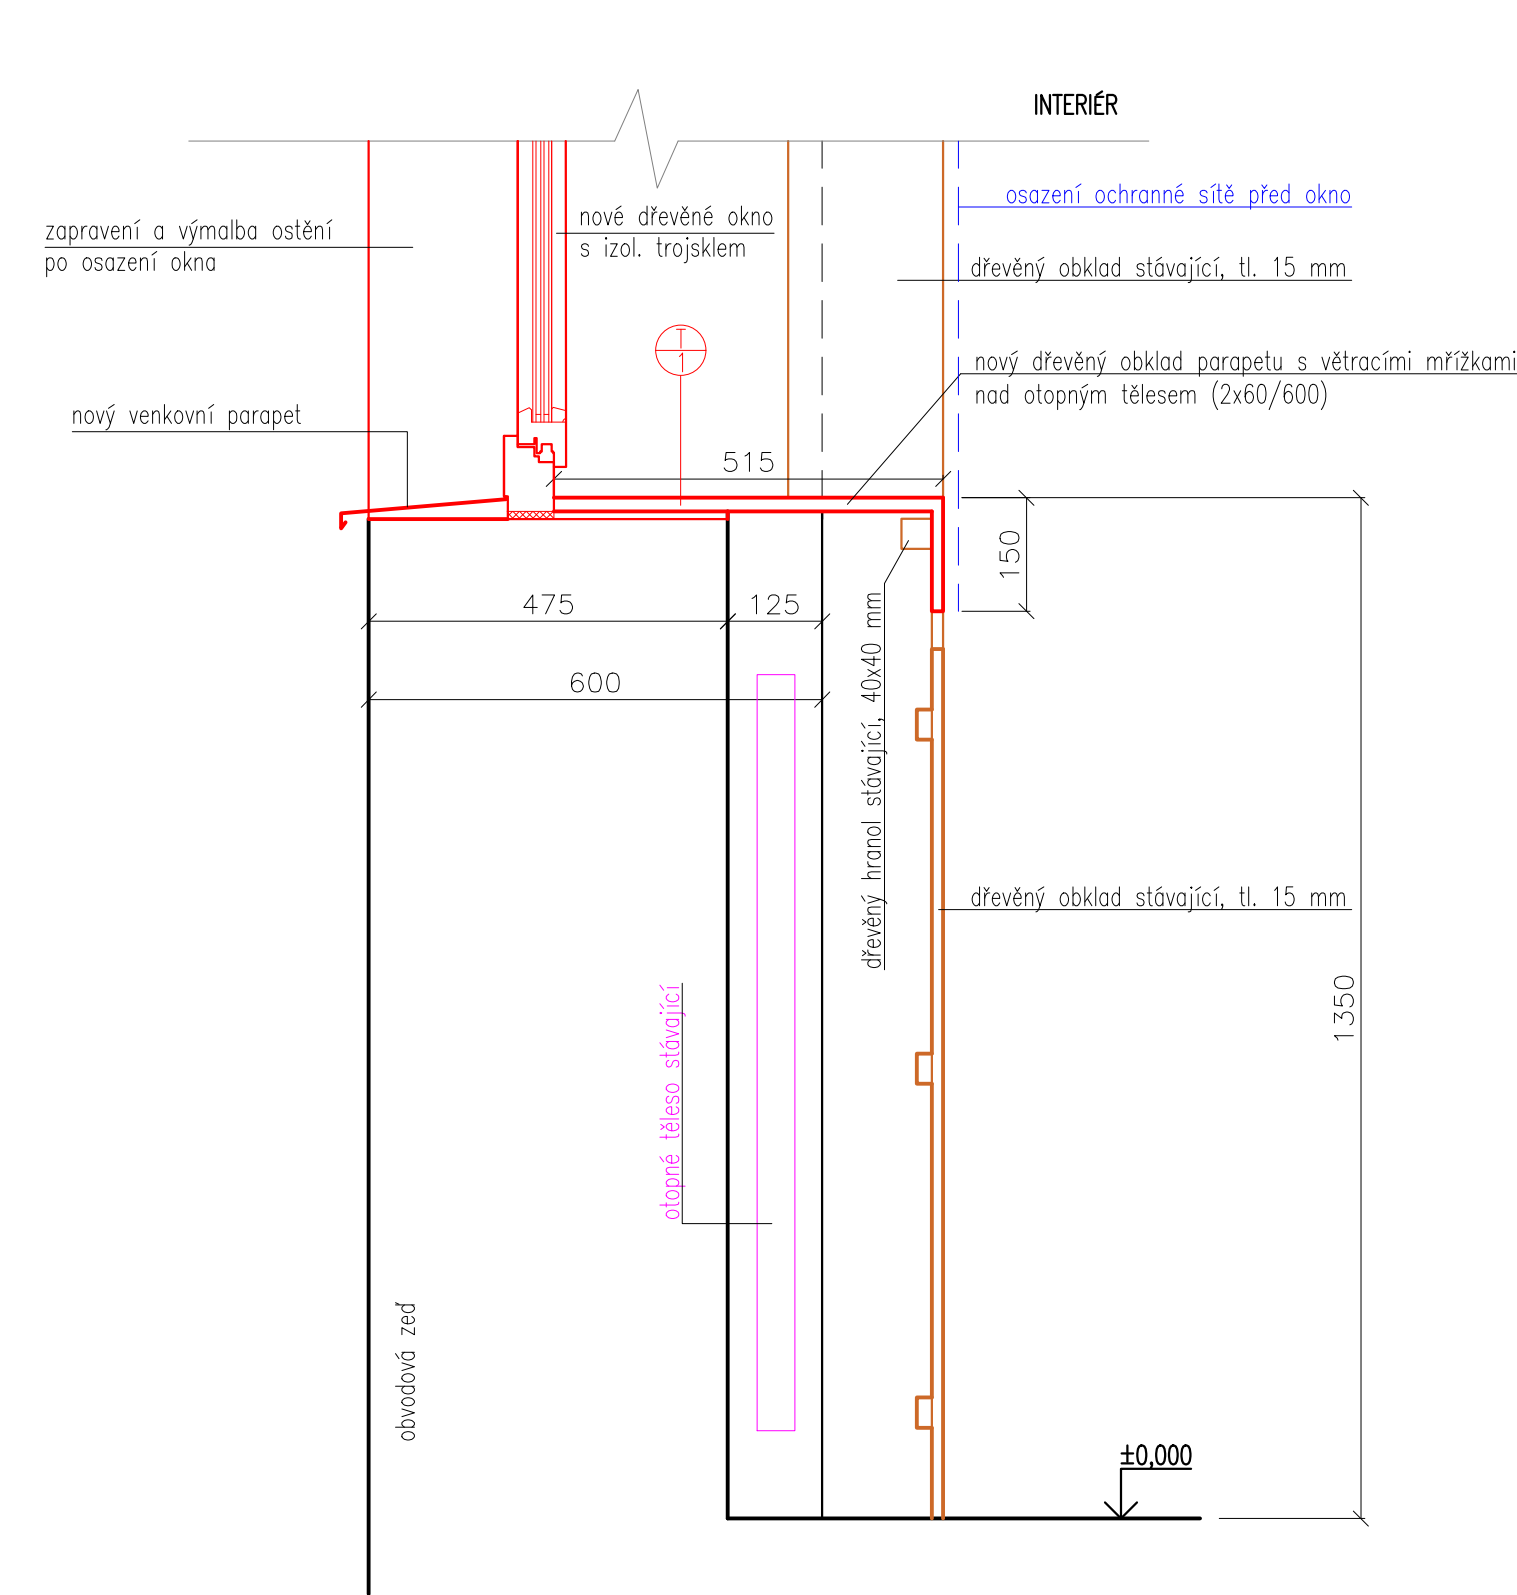 INTERIÉR
osazení ochranné sítě před okno
nové dřevěné okno
s izol. trojsklem
zapravení a výmalba ostění
po osazení okna
dřevěný obklad stávající, tl. 15 mm
T
1
nový dřevěný obklad parapetu s větracími mřížkami
nad otopným tělesem (2x60/600)
nový venkovní parapet
515
150
475
125
600
dřevěný hranol stávající, 40x40 mm
dřevěný obklad stávající, tl. 15 mm
1350
otopné těleso stávající
obvodová zeď
±0,000